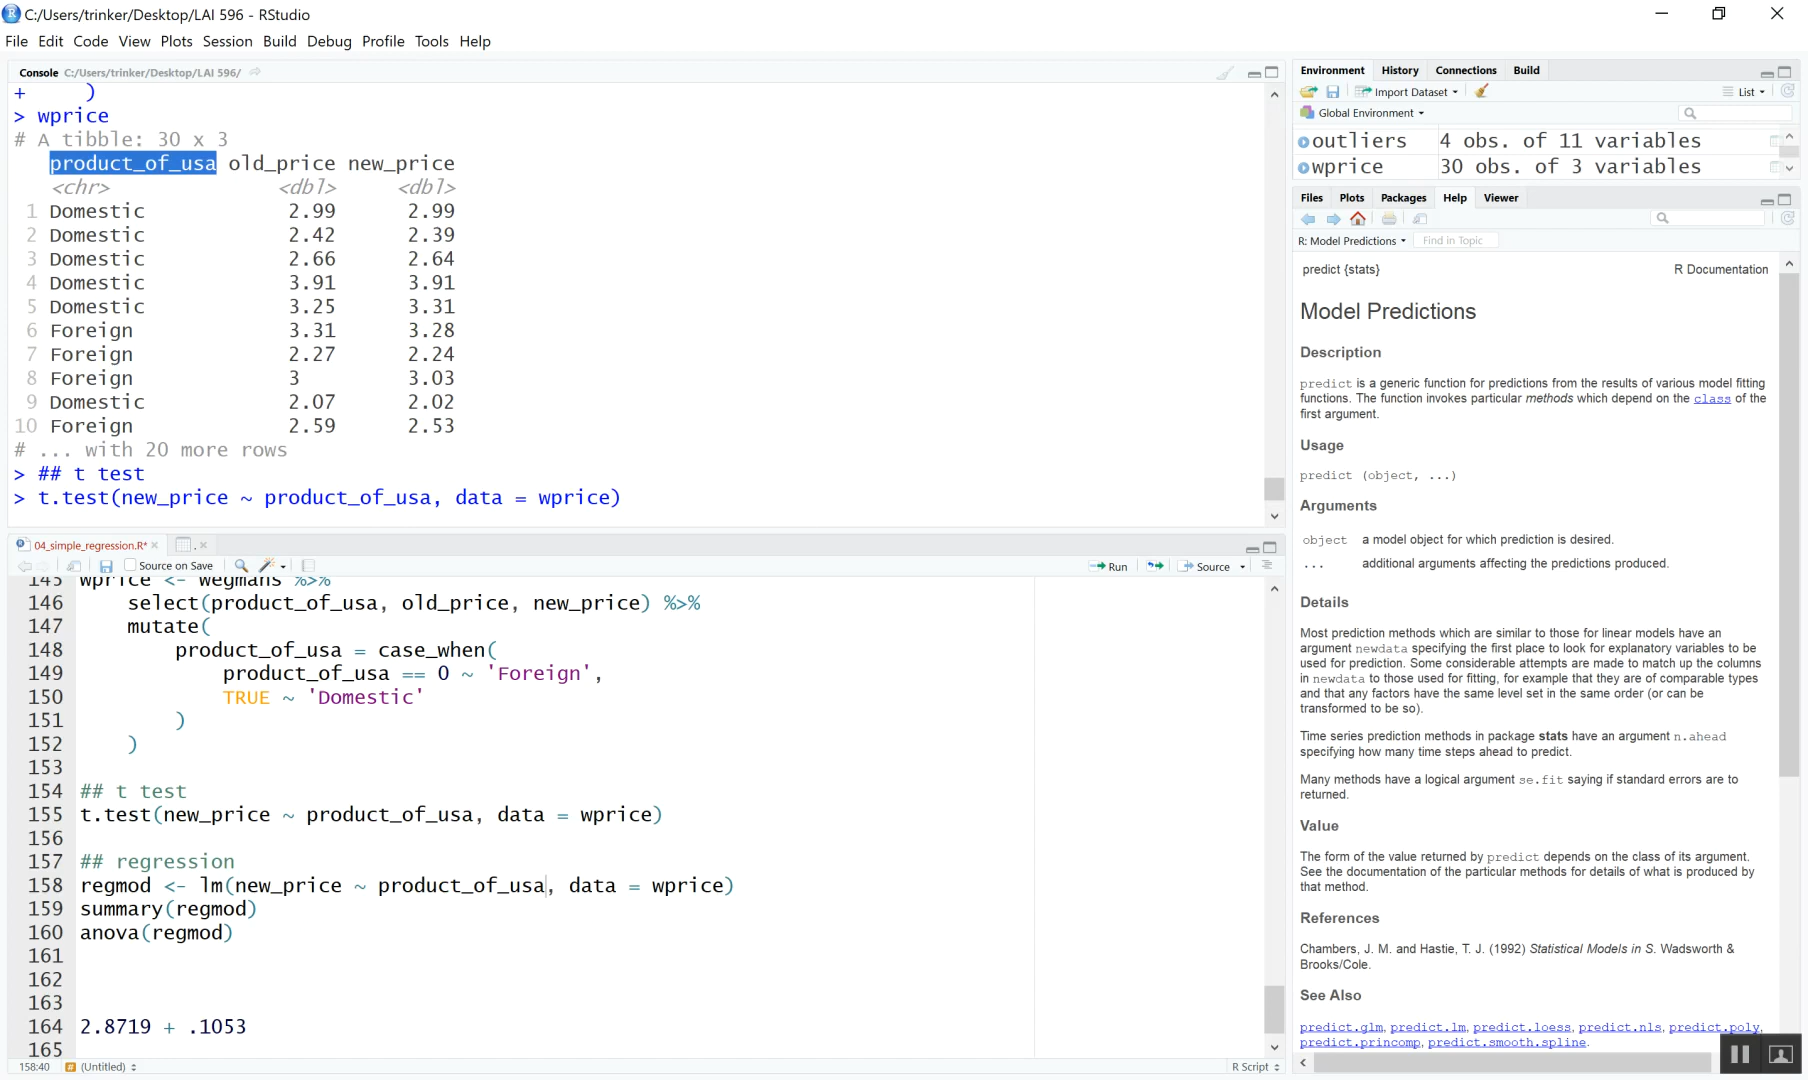 C:/Users/trinker/Desktop/LAI 596 - RStudio
File Edit Code View Plots Session Build Debug Profile Tools Help
Console C:/Users/trinker/Desktop/LAI 596/
+ )
> wprice
# A tibble: 30 x 3
product_of_usa old_price new_price
<chr> <dbl> <dbl>
1 Domestic 2.99 2.99
2 Domestic 2.42 2.39
3 Domestic 2.66 2.64
4 Domestic 3.91 3.91
5 Domestic 3.25 3.31
6 Foreign 3.31 3.28
7 Foreign 2.27 2.24
8 Foreign 3 3.03
9 Domestic 2.07 2.02
10 Foreign 2.59 2.53
# ... with 20 more rows
> ## t test
> t.test(new_price ~ product_of_usa, data = wprice)
04_simple_regression.R* .
Source on Save Run Source
145 wprice <- wegmans %>%
146 select(product_of_usa, old_price, new_price) %>%
147 mutate(
148 product_of_usa = case_when(
149 product_of_usa == 0 ~ 'Foreign',
150 TRUE ~ 'Domestic'
151 )
152 )
153
154 ## t test
155 t.test(new_price ~ product_of_usa, data = wprice)
156
157 ## regression
158 regmod <- lm(new_price ~ product_of_usa, data = wprice)
159 summary(regmod)
160 anova(regmod)
161
162
163
164 2.8719 + .1053
165
158:40 (Untitled) R Script
Environment History Connections Build
Import Dataset List
Global Environment
outliers 4 obs. of 11 variables
wprice 30 obs. of 3 variables
Files Plots Packages Help Viewer
R: Model Predictions Find in Topic
predict {stats} R Documentation
Model Predictions
Description
predict is a generic function for predictions from the results of various model fitting
functions. The function invokes particular methods which depend on the class of the
first argument.
Usage
predict (object, ...)
Arguments
object a model object for which prediction is desired.
... additional arguments affecting the predictions produced.
Details
Most prediction methods which are similar to those for linear models have an
argument newdata specifying the first place to look for explanatory variables to be
used for prediction. Some considerable attempts are made to match up the columns
in newdata to those used for fitting, for example that they are of comparable types
and that any factors have the same level set in the same order (or can be
transformed to be so).
Time series prediction methods in package stats have an argument n.ahead
specifying how many time steps ahead to predict.
Many methods have a logical argument se.fit saying if standard errors are to
returned.
Value
The form of the value returned by predict depends on the class of its argument.
See the documentation of the particular methods for details of what is produced by
that method.
References
Chambers, J. M. and Hastie, T. J. (1992) Statistical Models in S. Wadsworth &
Brooks/Cole.
See Also
predict.glm, predict.lm, predict.loess, predict.nls, predict.poly,
predict.princomp, predict.smooth.spline.